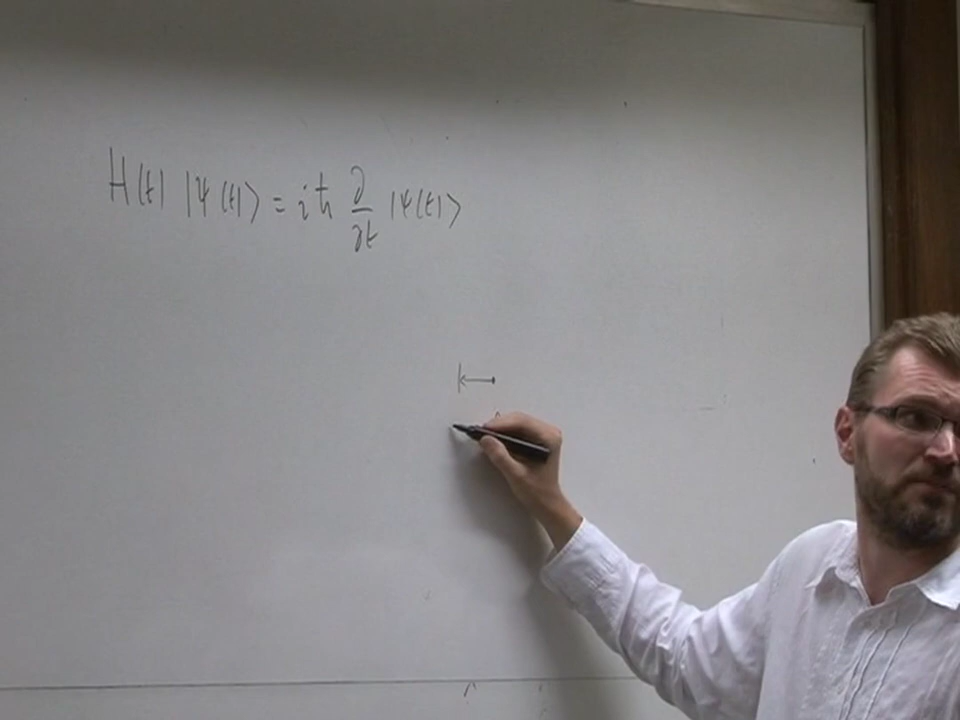 H(t) |ψ(t)⟩ = iħ ∂/∂t |ψ(t)⟩